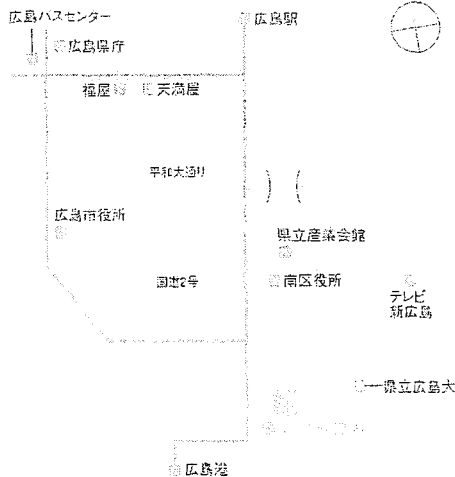 広島バスセンター
広島駅
広島県庁
福屋
天満屋
平和大通り
広島市役所
県立産業会館
国道2号
南区役所
テレビ
新広島
県立広島大
広島港